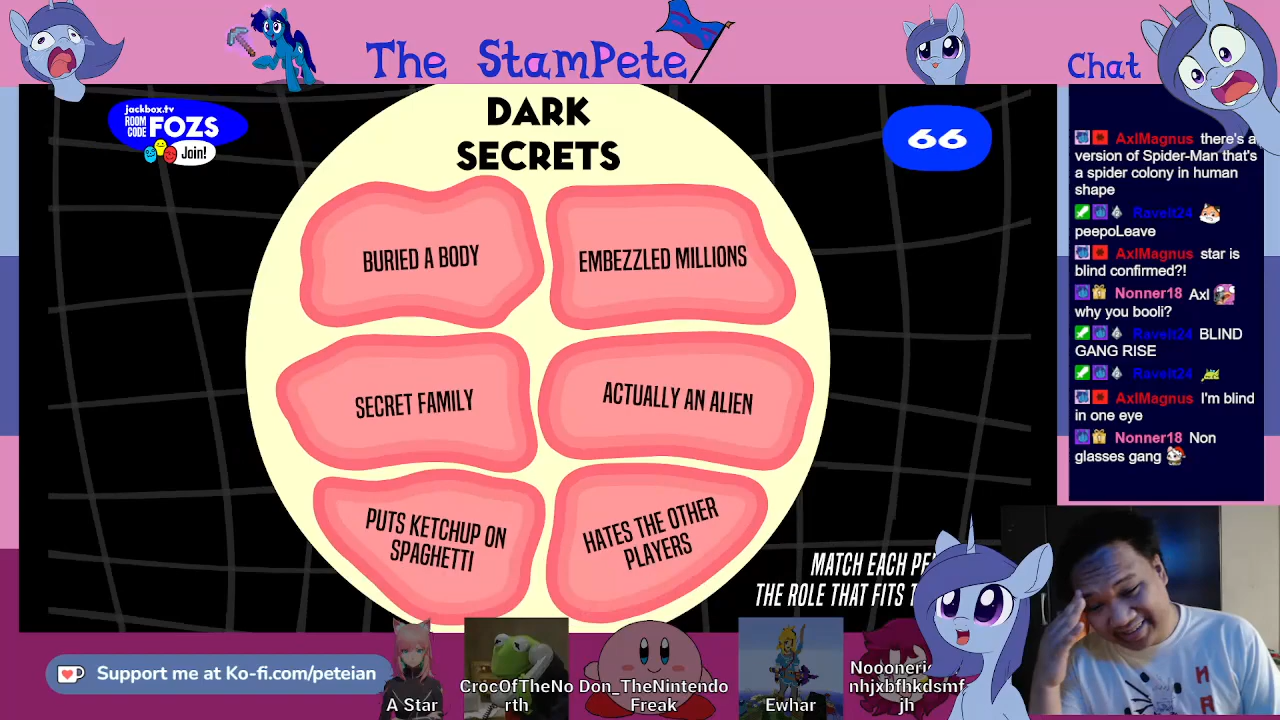 The StamPete
Chat
jackbox.tv
ROOM
CODE
FOZS
Join!
DARK
SECRETS
66
BURIED A BODY
EMBEZZLED MILLIONS
SECRET FAMILY
ACTUALLY AN ALIEN
PUTS KETCHUP ON
SPAGHETTI
HATES THE OTHER
PLAYERS
MATCH EACH
THE ROLE THAT FITS
AxlMagnus there's a
version of Spider-Man that's
a spider colony in human
shape
Ravelt24
peepoLeave
AxlMagnus star is
blind confirmed?!
Nonner18 Axl
why you booli?
Ravelt24 BLIND
GANG RISE
Ravelt24
AxlMagnus I'm blind
in one eye
Nonner18 Non
glasses gang
Support me at Ko-fi.com/peteian
A Star
CrocOfTheNo
rth
Don_TheNintendo
Freak
Ewhar
nhjxbfhkdsmf
jh